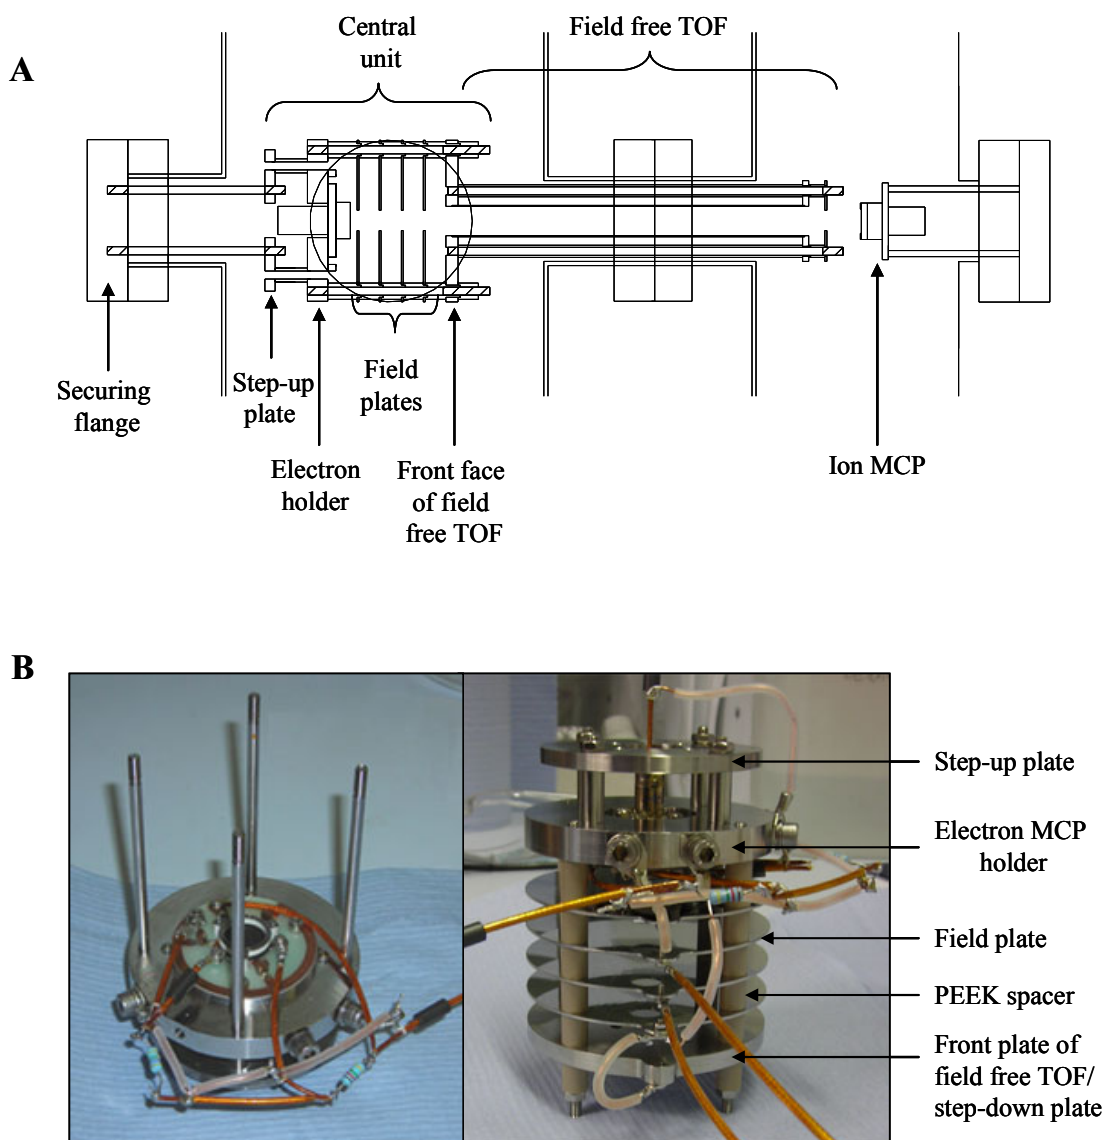 A
Central
unit
Field free TOF
Securing
flange
Step-up
plate
Electron
holder
Field
plates
Front face
of field
free TOF
Ion MCP
B
Step-up plate
Electron MCP
holder
Field plate
PEEK spacer
Front plate of
field free TOF/
step-down plate